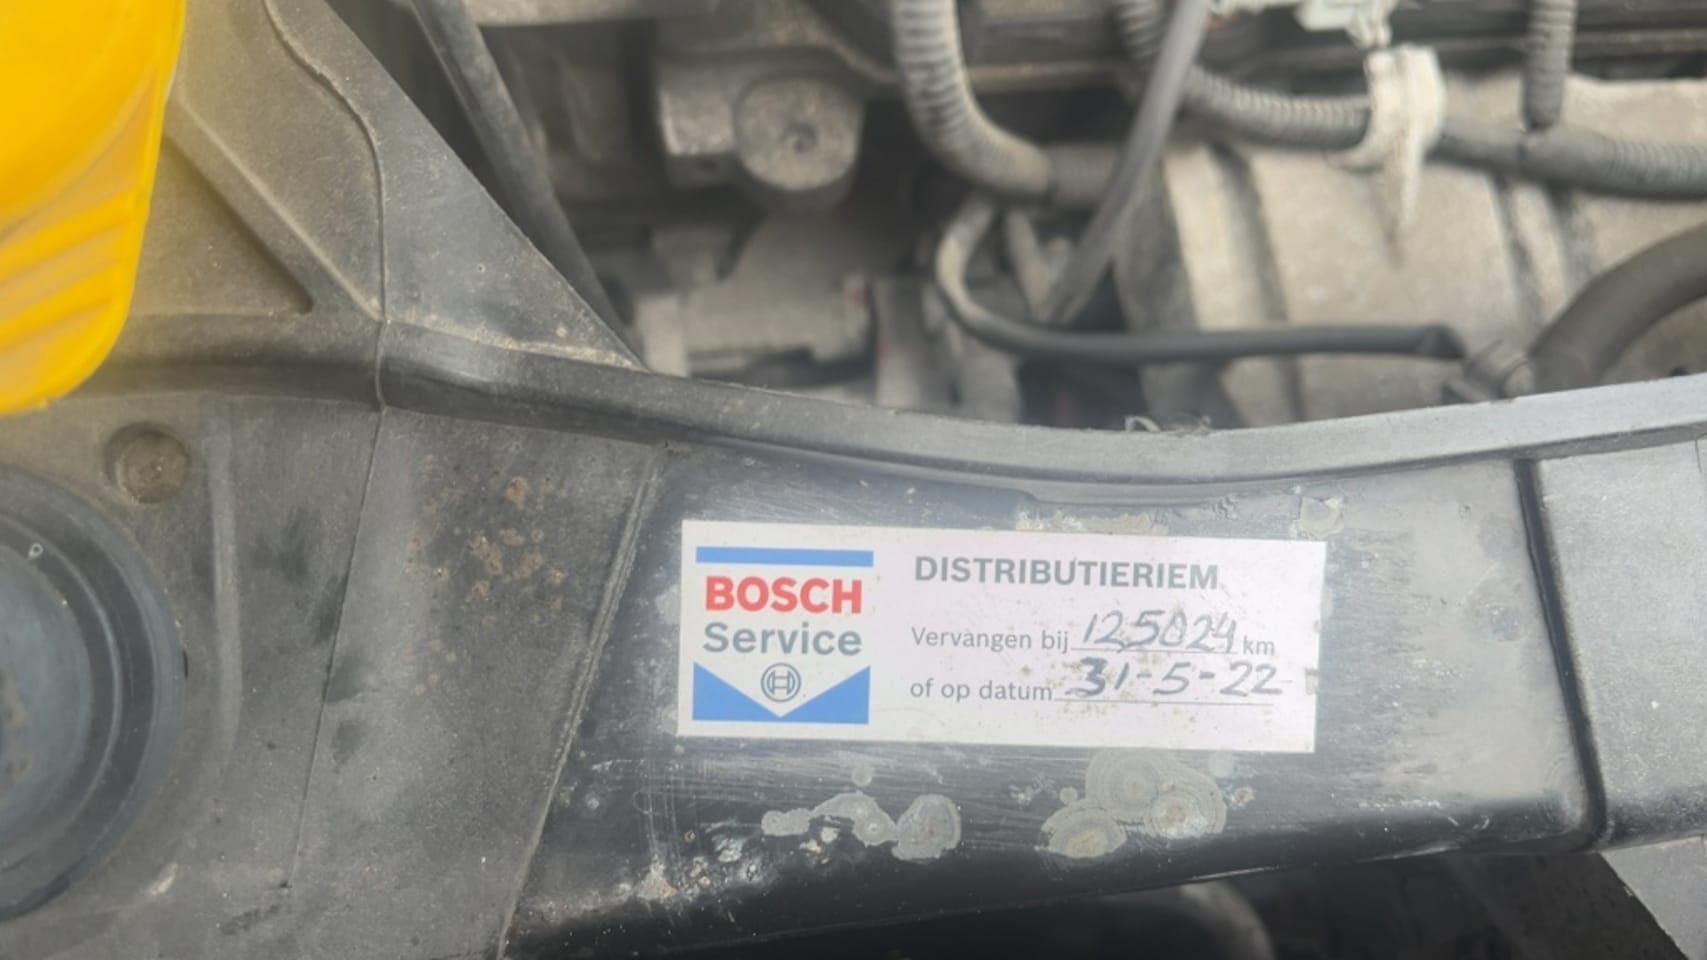 BOSCH
Service
DISTRIBUTIERIEM
Vervangen bij 125024 km
of op datum 31-5-22